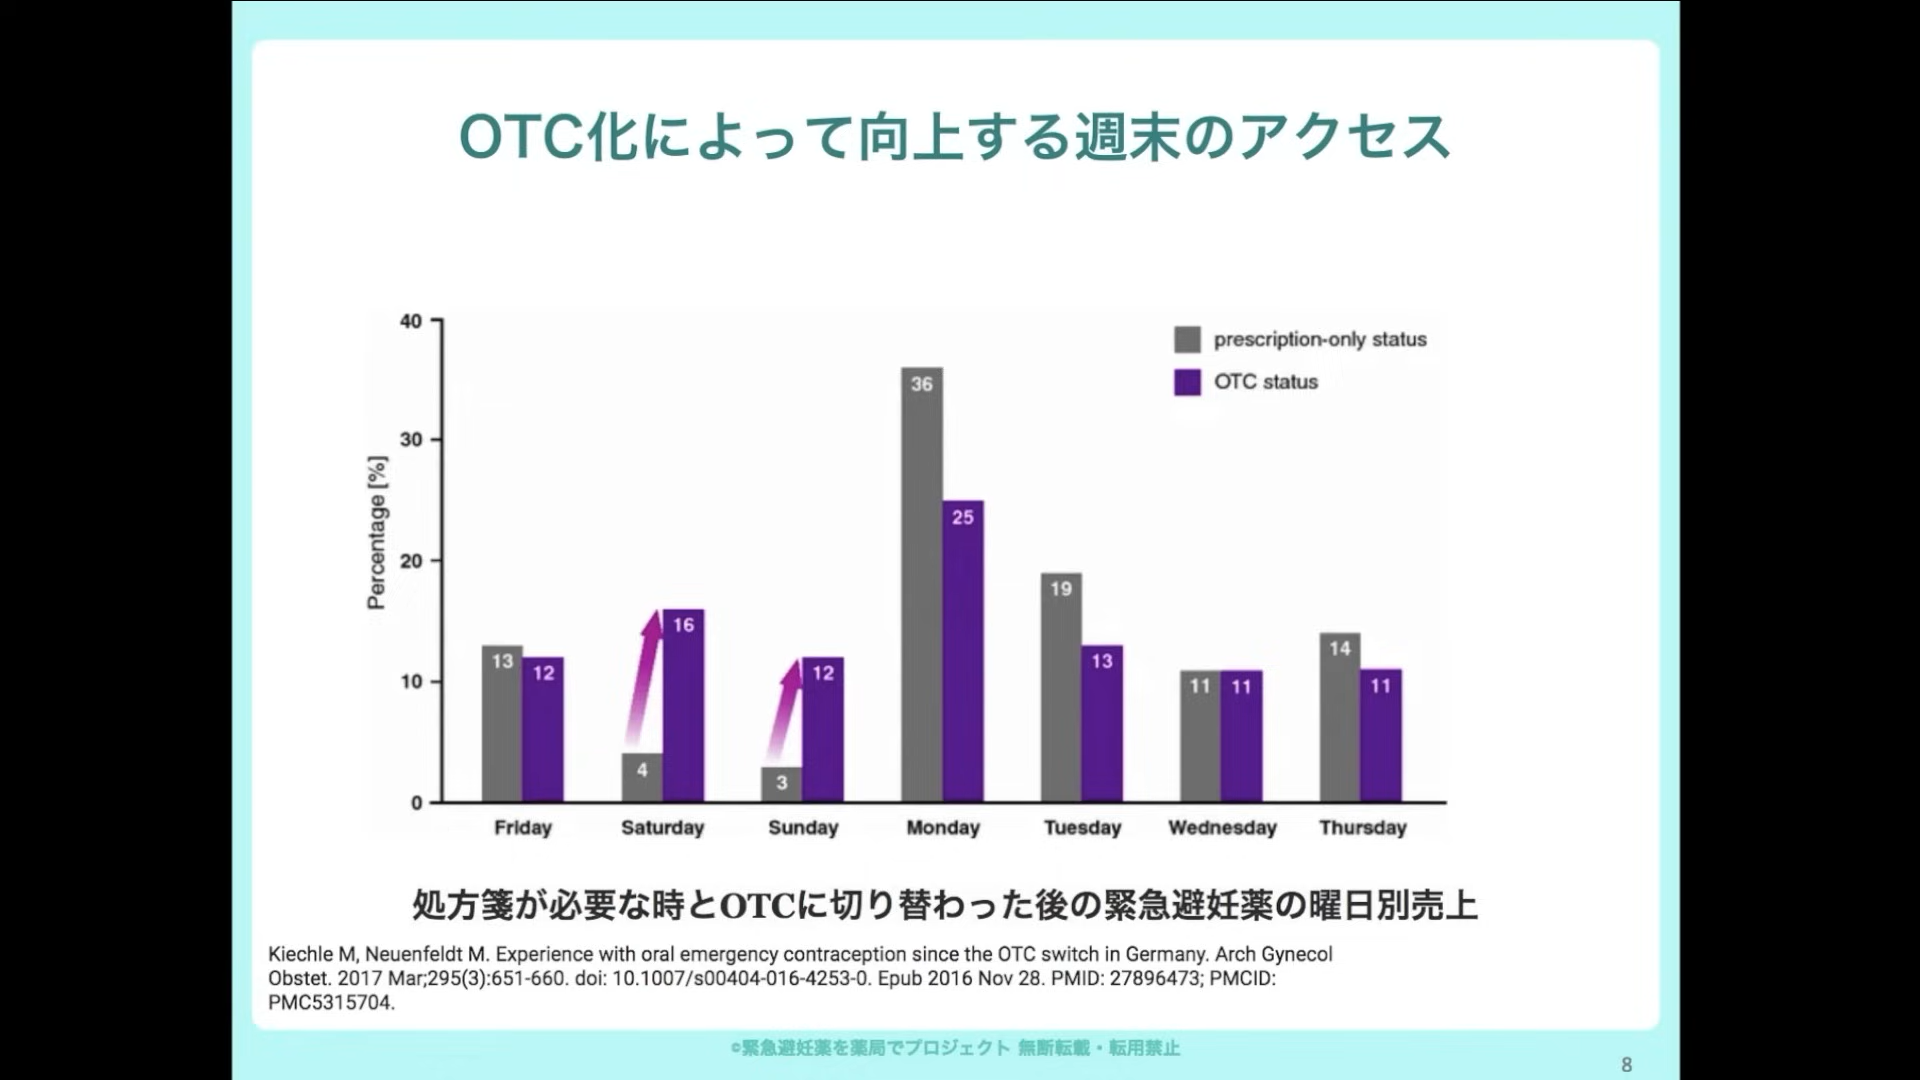 OTC化によって向上する週末のアクセス
40
30
20
10
0
Percentage [%]
prescription-only status
OTC status
13
12
4
16
3
12
36
25
19
13
11
11
14
11
Friday
Saturday
Sunday
Monday
Tuesday
Wednesday
Thursday
処方箋が必要な時とOTCに切り替わった後の緊急避妊薬の曜日別売上
Kiechle M, Neuenfeldt M. Experience with oral emergency contraception since the OTC switch in Germany. Arch Gynecol
Obstet. 2017 Mar;295(3):651-660. doi: 10.1007/s00404-016-4253-0. Epub 2016 Nov 28. PMID: 27896473; PMCID:
PMC5315704.
©緊急避妊薬を薬局でプロジェクト 無断転載・転用禁止
8